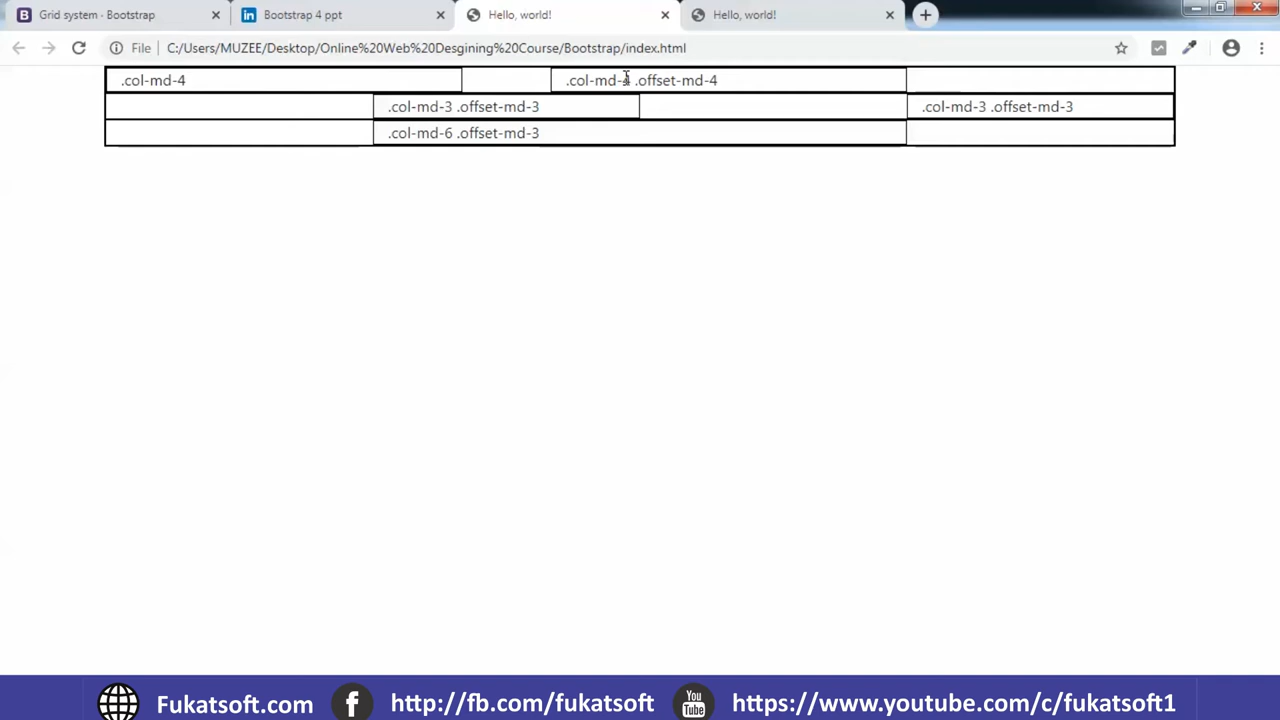 Grid system - Bootstrap
Bootstrap 4 ppt
Hello, world!
Hello, world!
File
C:/Users/MUZEE/Desktop/Online%20Web%20Desgining%20Course/Bootstrap/index.html
.col-md-4
.col-md-4 .offset-md-4
.col-md-3 .offset-md-3
.col-md-3 .offset-md-3
.col-md-6 .offset-md-3
Fukatsoft.com
http://fb.com/fukatsoft
You
Tube
https://www.youtube.com/c/fukatsoft1